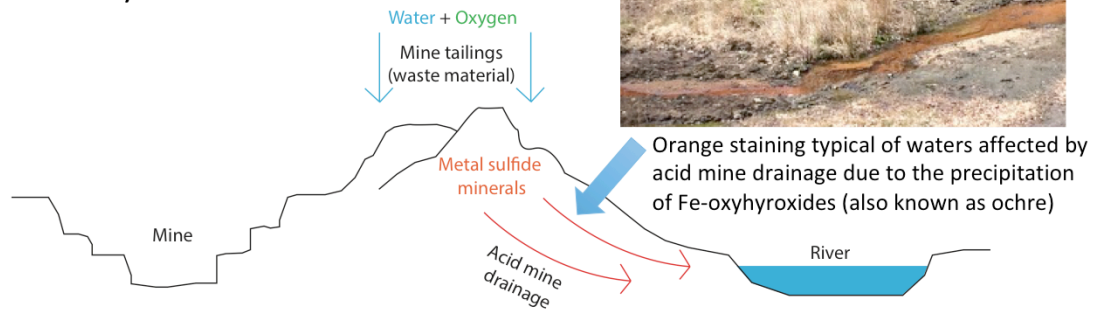 Water + Oxygen
Mine tailings
(waste material)
Orange staining typical of waters affected by
acid mine drainage due to the precipitation
of Fe-oxyhyroxides (also known as ochre)
Metal sulfide
minerals
Mine
River
Acid mine
drainage